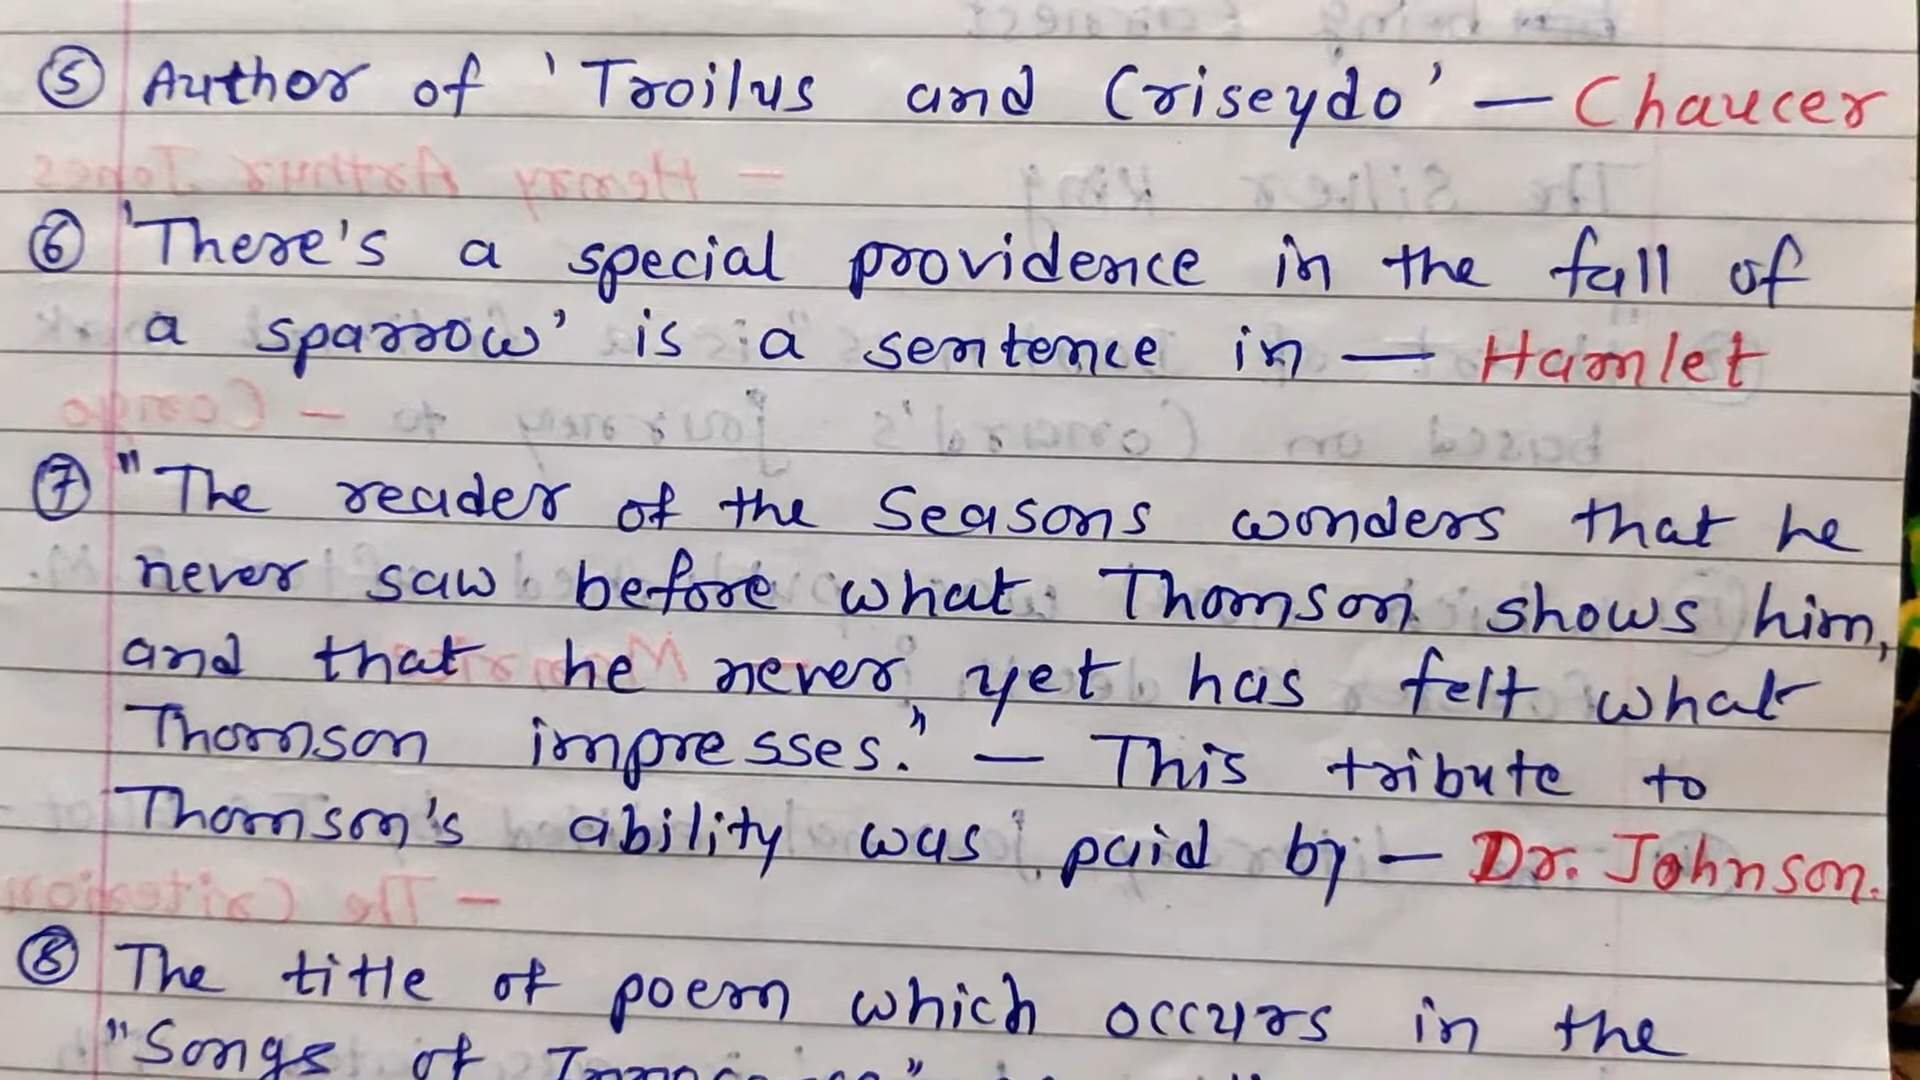 ⑤ Author of 'Troilus and Criseydo' — Chaucer
⑥ 'There's a special providence in the fall of
a sparrow' is a sentence in — Hamlet
⑦ "The reader of the Seasons wonders that he
never saw before what Thomson shows him,
and that he never yet has felt what
Thomson impresses." — This tribute to
Thomson's ability was paid by — Dr. Johnson.
⑧ The title of poem which occurs in the
"Songs of Innocence"